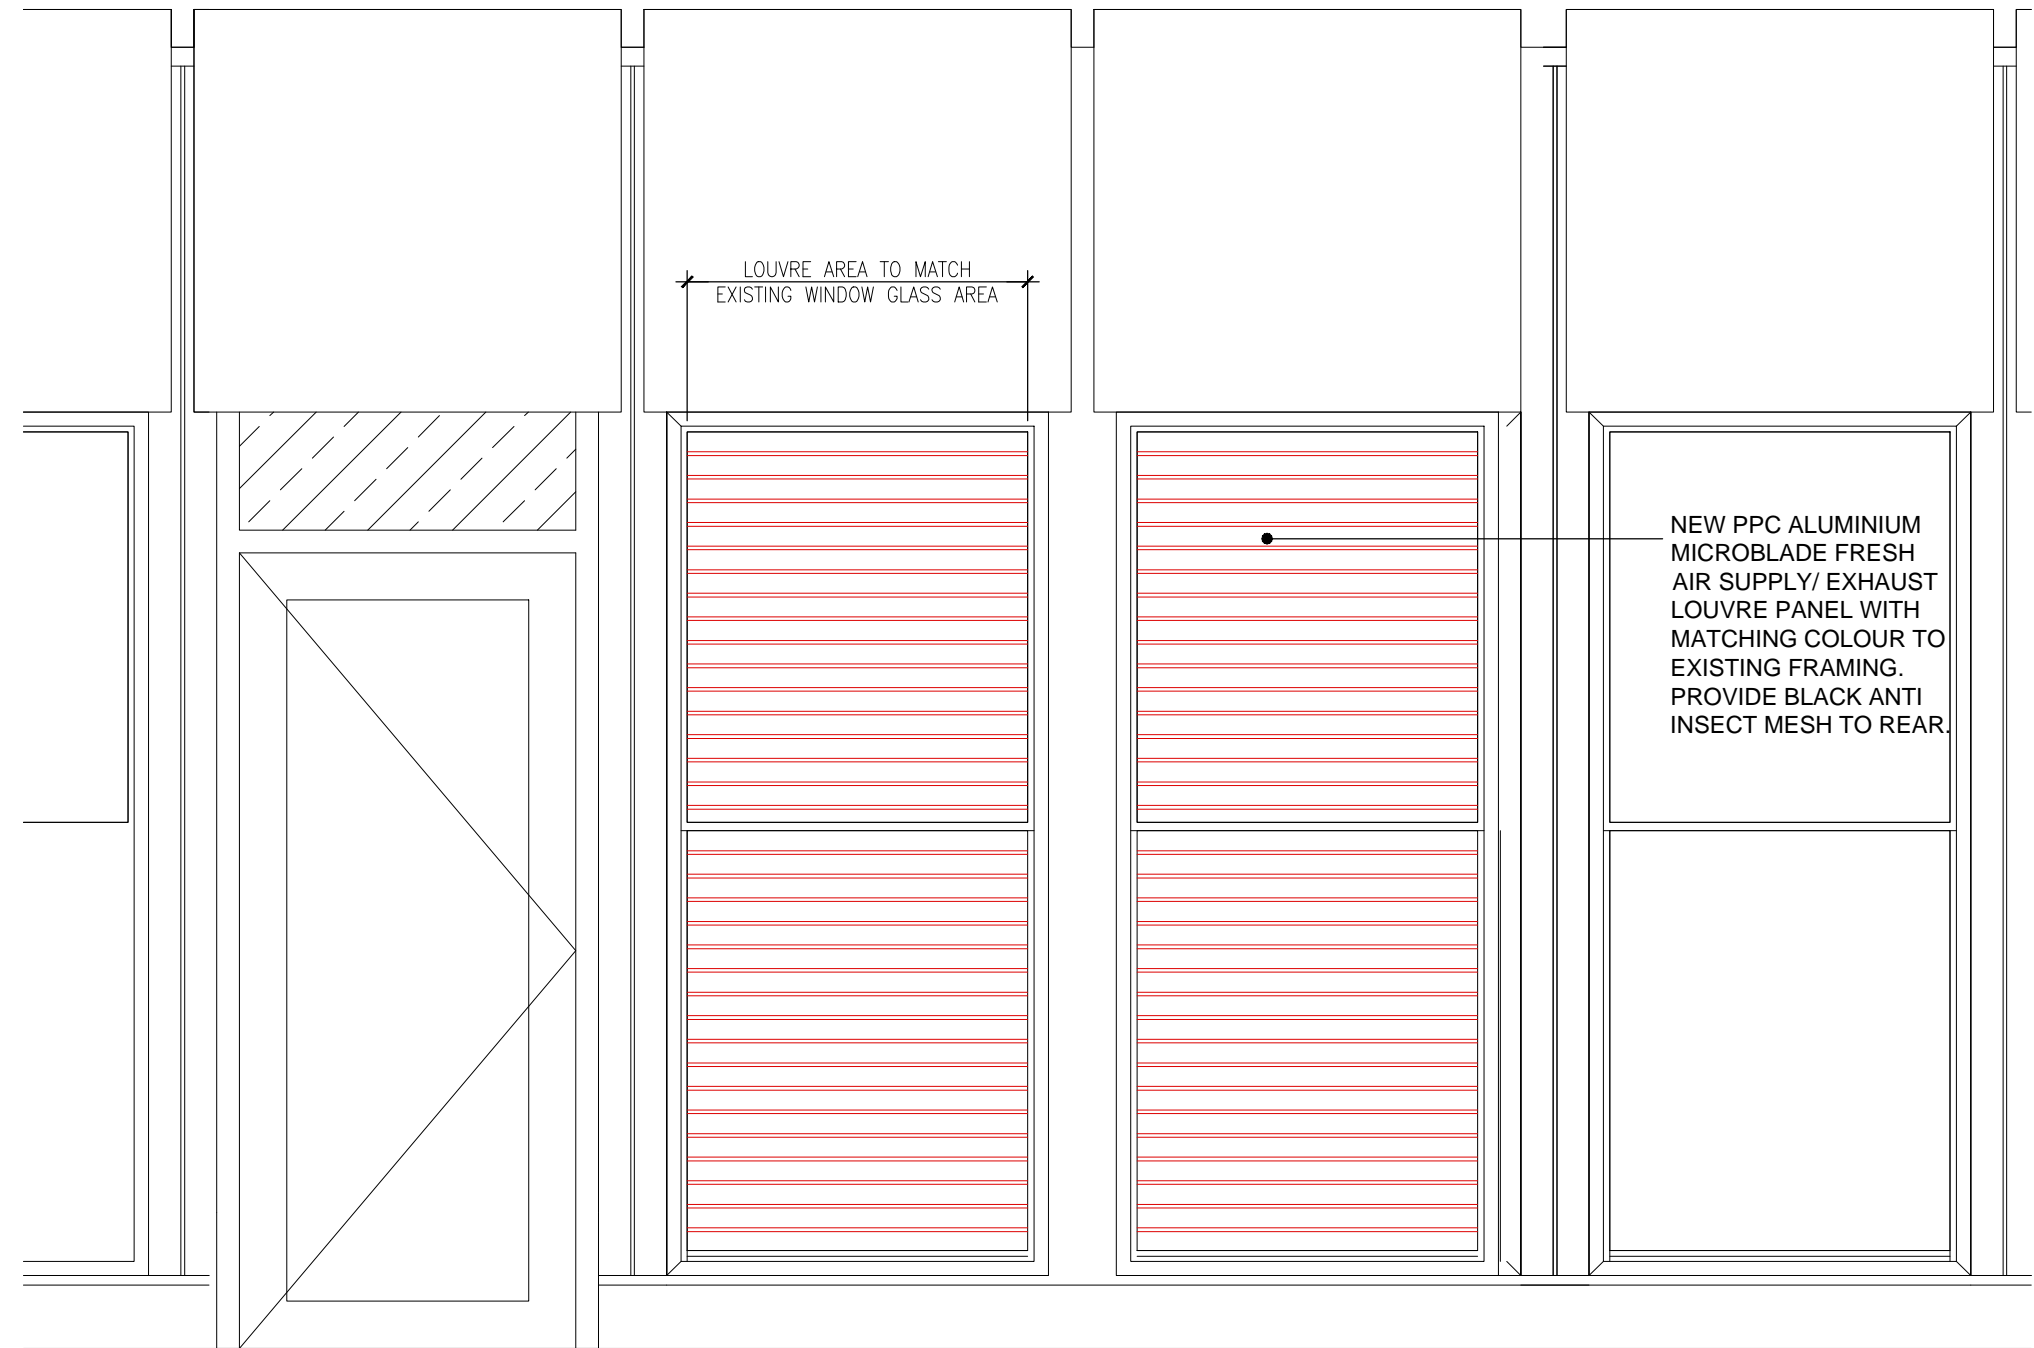 LOUVRE AREA TO MATCH
EXISTING WINDOW GLASS AREA
NEW PPC ALUMINIUM
MICROBLADE FRESH
AIR SUPPLY/ EXHAUST
LOUVRE PANEL WITH
MATCHING COLOUR TO
EXISTING FRAMING.
PROVIDE BLACK ANTI
INSECT MESH TO REAR.